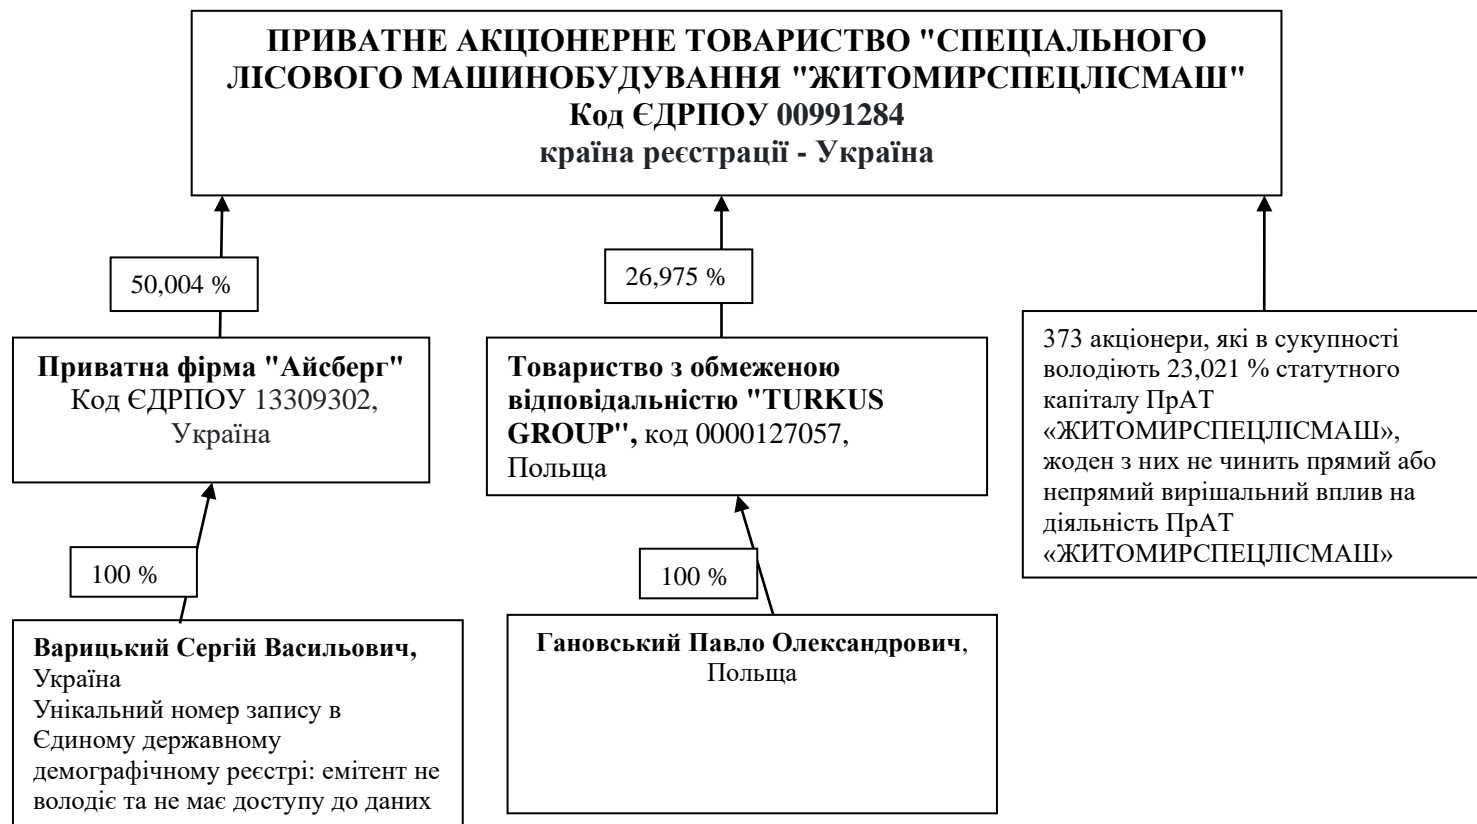 ПРИВАТНЕ АКЦІОНЕРНЕ ТОВАРИСТВО "СПЕЦІАЛЬНОГО
ЛІСОВОГО МАШИНОБУДУВАННЯ "ЖИТОМИРСПЕЦЛІСМАШ"
Код ЄДРПОУ 00991284
країна реєстрації - Україна
50,004 %
26,975 %
Приватна фірма "Айсберг"
Код ЄДРПОУ 13309302,
Україна
Товариство з обмеженою
відповідальністю "TURKUS
GROUP", код 0000127057,
Польща
373 акціонери, які в сукупності
володіють 23,021 % статутного
капіталу ПрАТ
«ЖИТОМИРСПЕЦЛІСМАШ»,
жоден з них не чинить прямий або
непрямий вирішальний вплив на
діяльність ПрАТ
«ЖИТОМИРСПЕЦЛІСМАШ»
100 %
100 %
Варицький Сергій Васильович,
Україна
Унікальний номер запису в
Єдиному державному
демографічному реєстрі: емітент не
володіє та не має доступу до даних
Гановський Павло Олександрович,
Польща